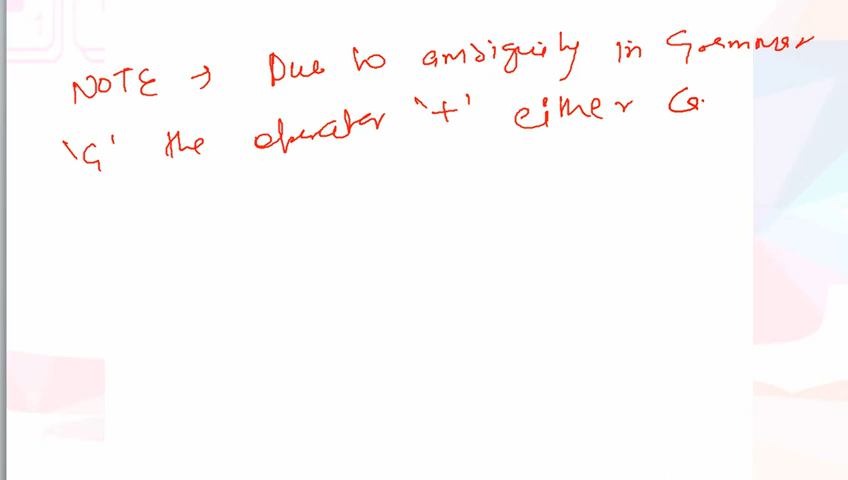 NOTE → Due to ambiguity in Grammar
'G' the operator '+' either